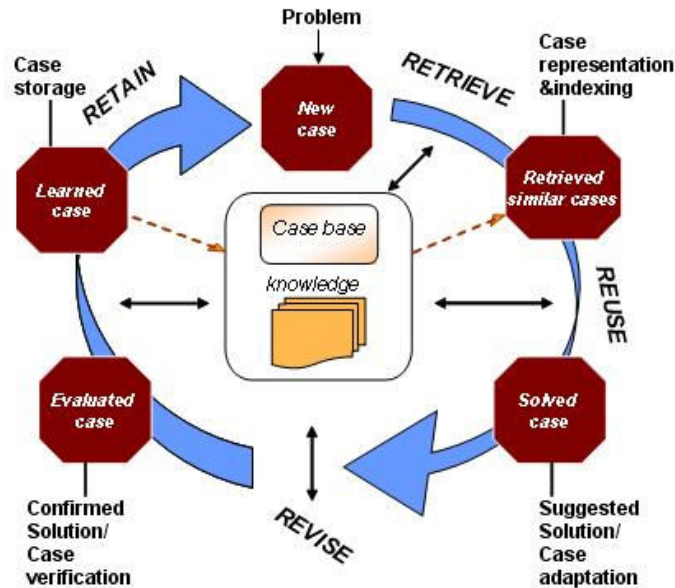 Problem
New
case
RETRIEVE
Case
representation
&indexing
Retrieved
similar cases
REUSE
Solved
case
Suggested
Solution/
Case
adaptation
REVISE
Evaluated
case
Confirmed
Solution/
Case
verification
Learned
case
Case
storage
RETAIN
Case base
knowledge